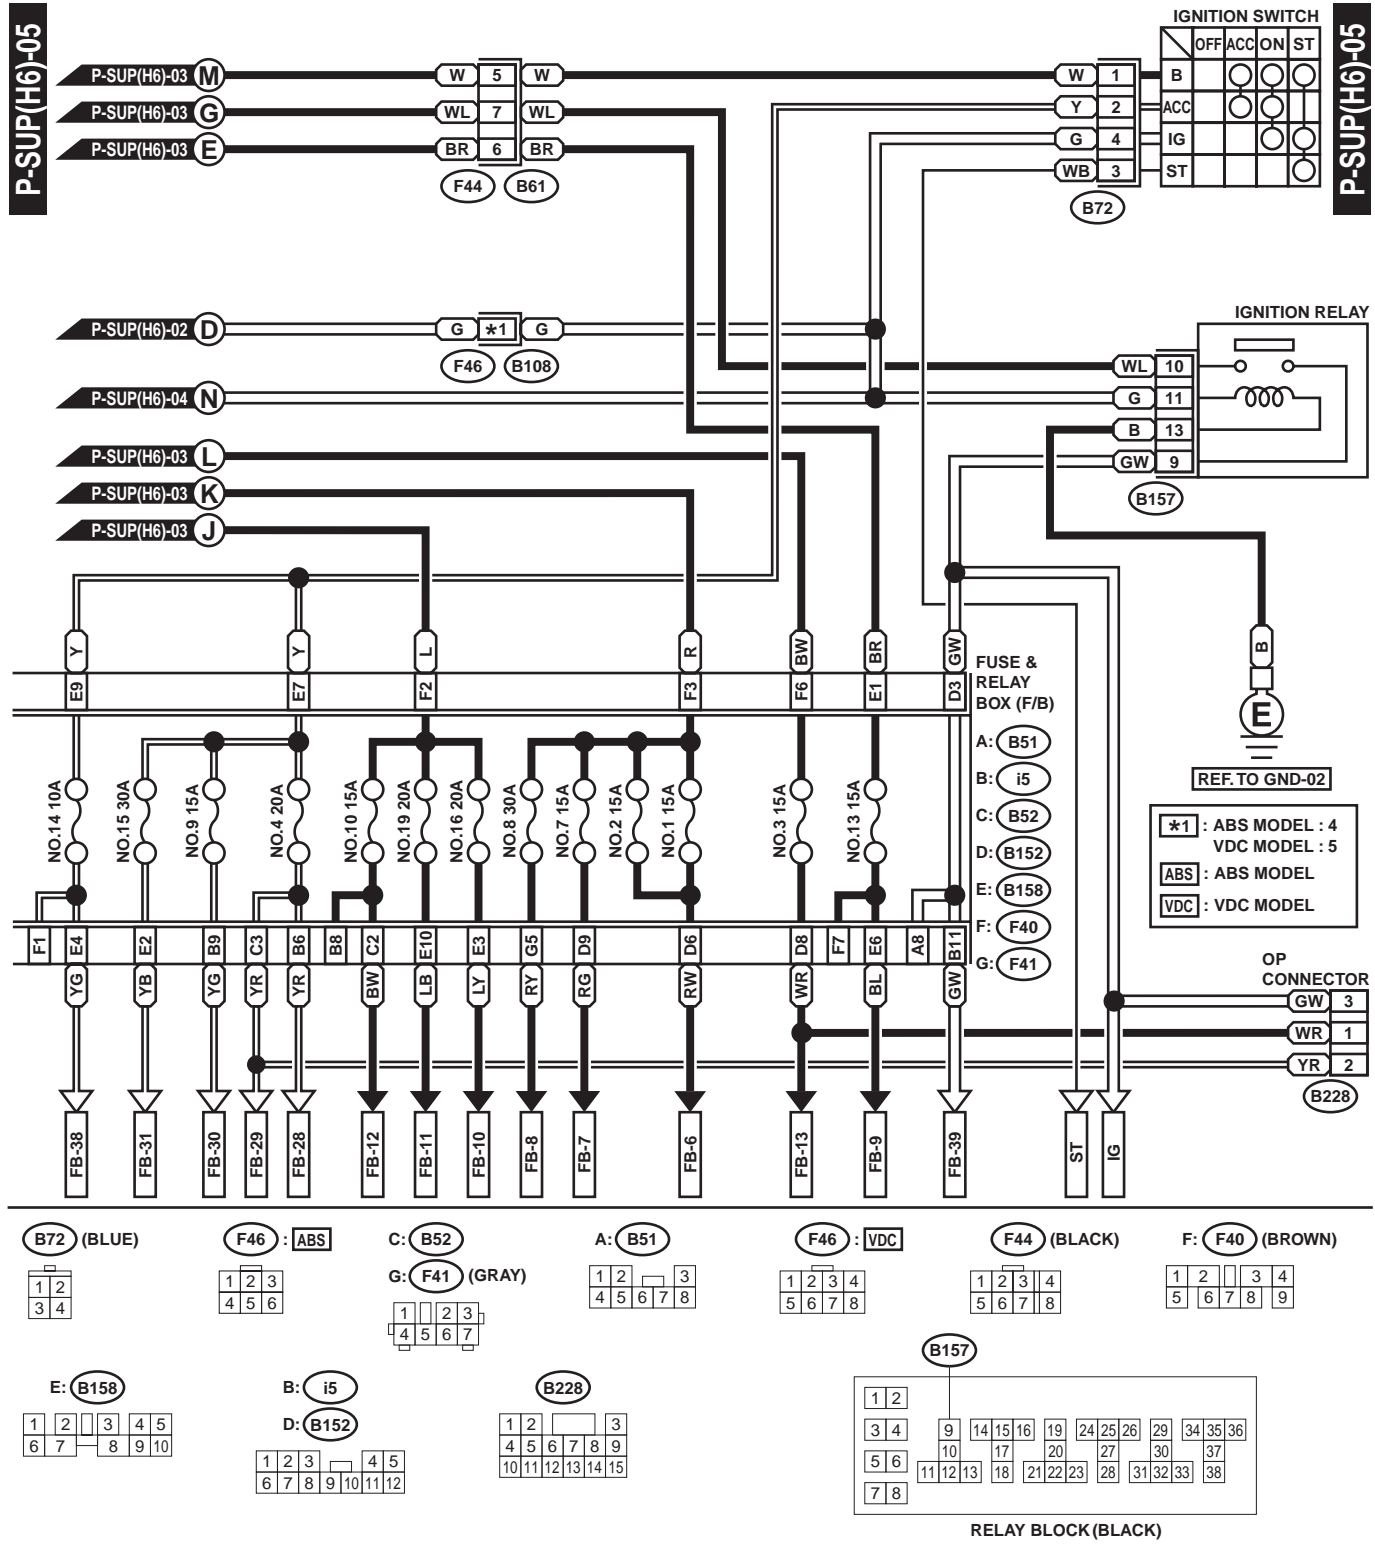 P-SUP(H6)-05
P-SUP(H6)-05
IGNITION SWITCH
OFF ACC ON ST
B
ACC
IG
ST
P-SUP(H6)-03 M W 5 W W 1
P-SUP(H6)-03 G WL 7 WL Y 2
P-SUP(H6)-03 E BR 6 BR G 4
WB 3
F44 B61
B72
IGNITION RELAY
P-SUP(H6)-02 D G *1 G
F46 B108
WL 10
P-SUP(H6)-04 N G 11
B 13
P-SUP(H6)-03 L GW 9
P-SUP(H6)-03 K
B157
P-SUP(H6)-03 J
Y Y L R BW BR GW B
E9 E7 F2 F3 F6 E1 D3
FUSE &
RELAY
BOX (F/B)
A: B51
B: i5
C: B52
D: B152
E: B158
F: F40
G: F41
E
REF. TO GND-02
*1 : ABS MODEL : 4
VDC MODEL : 5
ABS : ABS MODEL
VDC : VDC MODEL
NO.14 10A
NO.15 30A
NO.9 15A
NO.4 20A
NO.10 15A
NO.19 20A
NO.16 20A
NO.8 30A
NO.7 15A
NO.2 15A
NO.1 15A
NO.3 15A
NO.13 15A
F1 E4 E2 B9 C3 B6 B8 C2 E10 E3 G5 D9 D6 D8 F7 E6 A8 B11
YG YB YG YR YR BW LB LY RY RG RW WR BL GW
OP
CONNECTOR
GW 3
WR 1
YR 2
B228
FB-38 FB-31 FB-30 FB-29 FB-28 FB-12 FB-11 FB-10 FB-8 FB-7 FB-6 FB-13 FB-9 FB-39 ST IG
B72 (BLUE)
1 2
3 4
F46 : ABS
1 2 3
4 5 6
C: B52
G: F41 (GRAY)
1 2 3
4 5 6 7
A: B51
1 2 3
4 5 6 7 8
F46 : VDC
1 2 3 4
5 6 7 8
F44 (BLACK)
1 2 3 4
5 6 7 8
F: F40 (BROWN)
1 2 3 4
5 6 7 8 9
E: B158
1 2 3 4 5
6 7 8 9 10
B: i5
D: B152
1 2 3 4 5
6 7 8 9 10 11 12
B228
1 2 3
4 5 6 7 8 9
10 11 12 13 14 15
B157
1 2
3 4 9 14 15 16 19 24 25 26 29 34 35 36
10 17 20 27 30 37
5 6 11 12 13 18 21 22 23 28 31 32 33 38
7 8
RELAY BLOCK (BLACK)